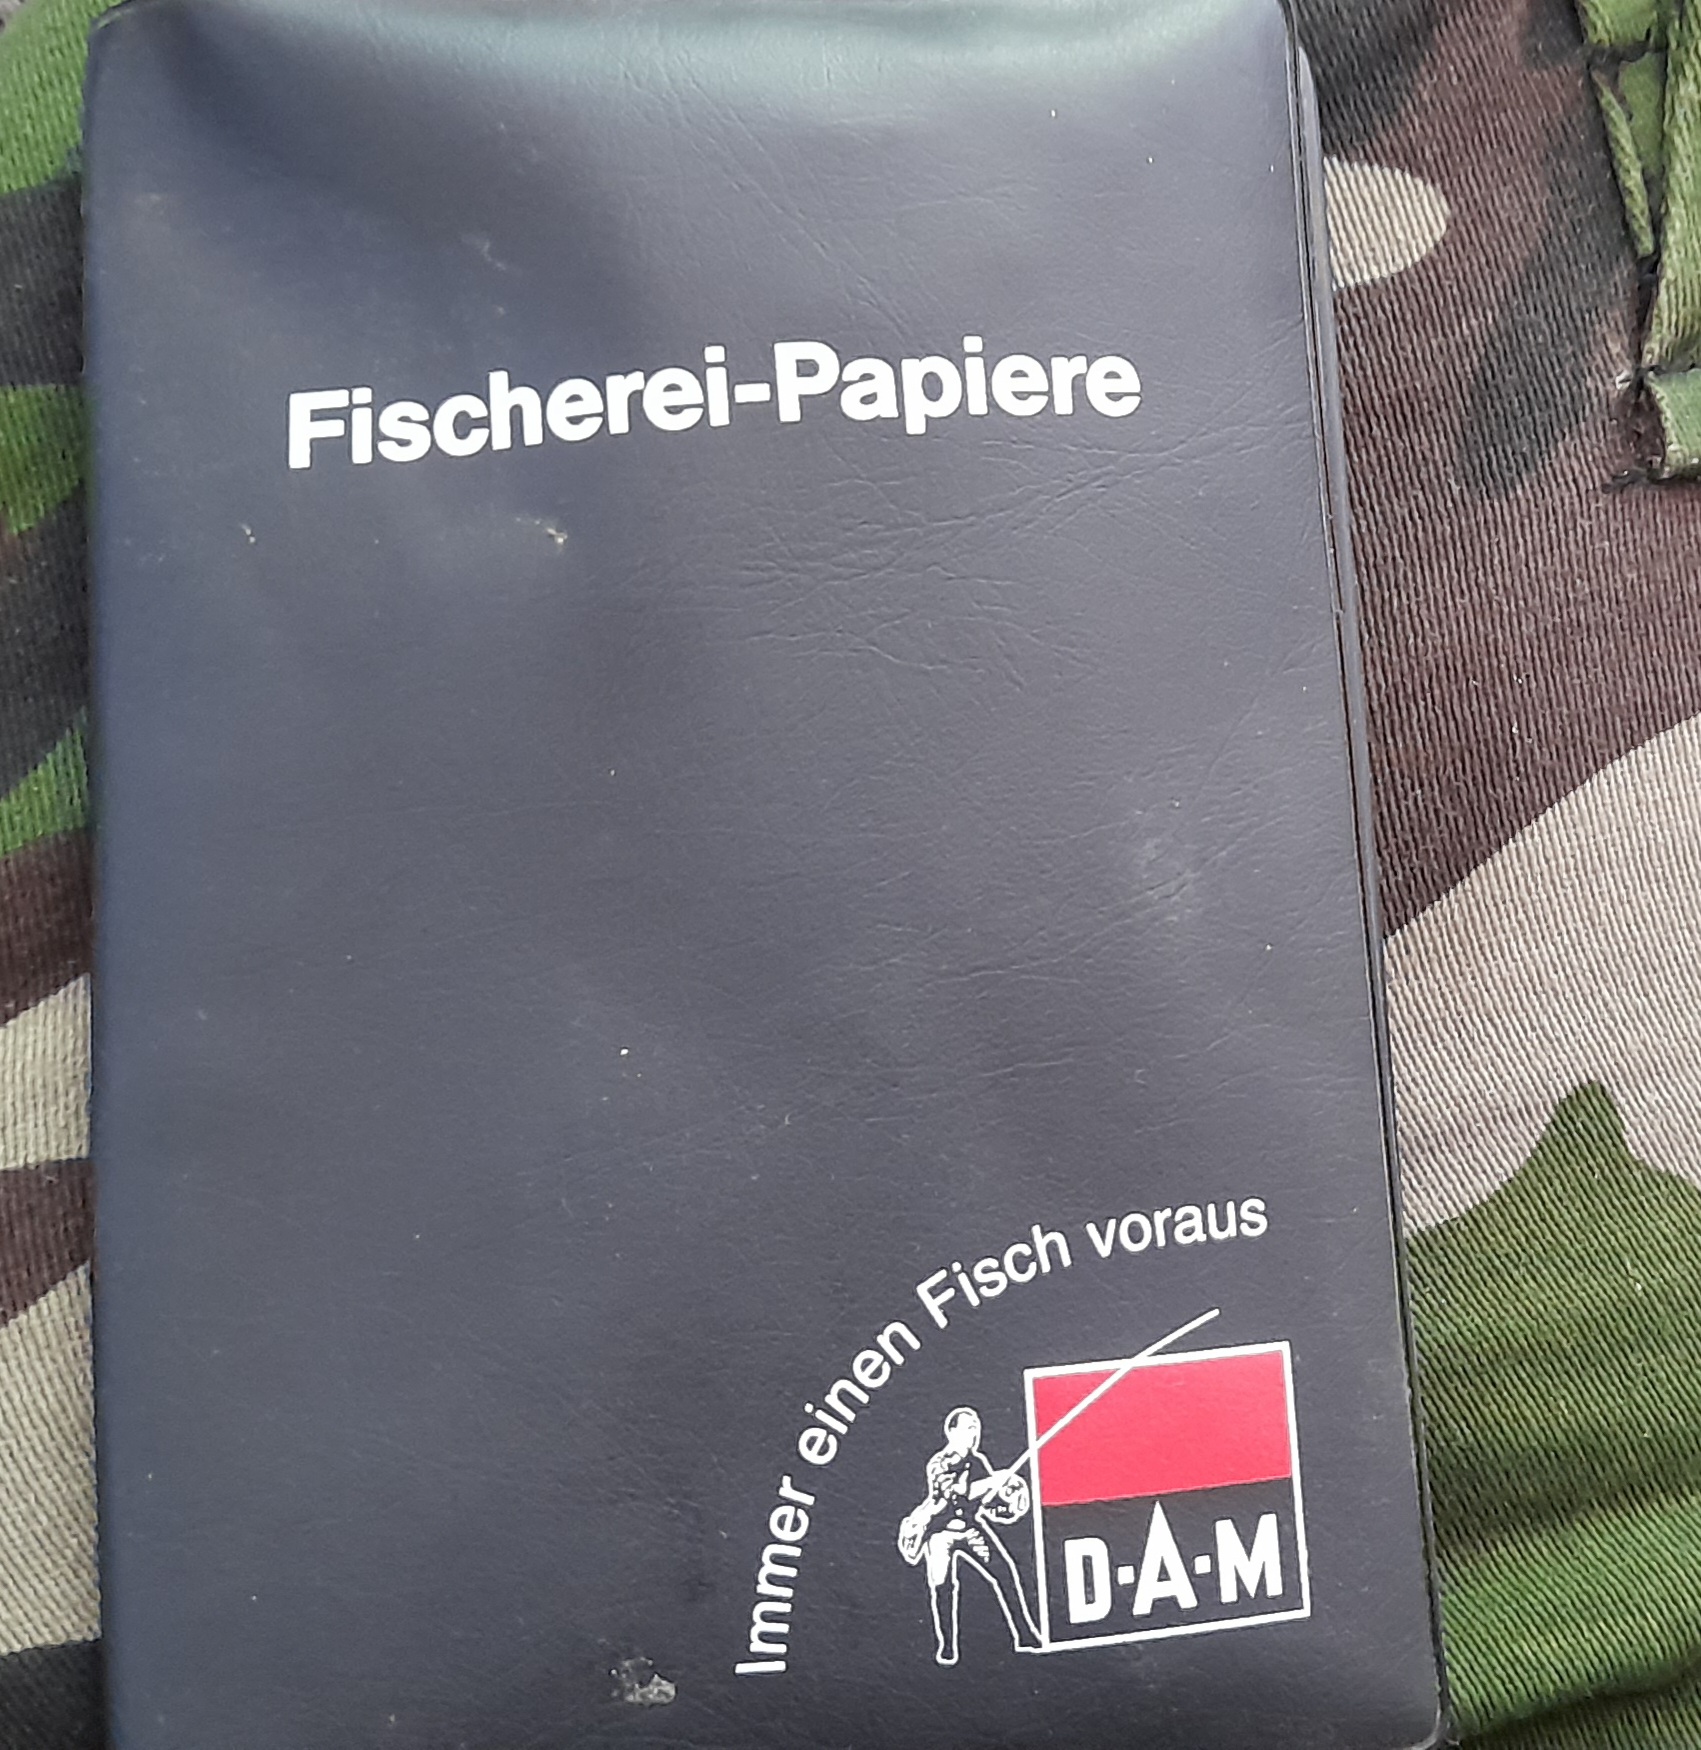 Fischerei-Papiere
Immer einen Fisch voraus
D·A·M